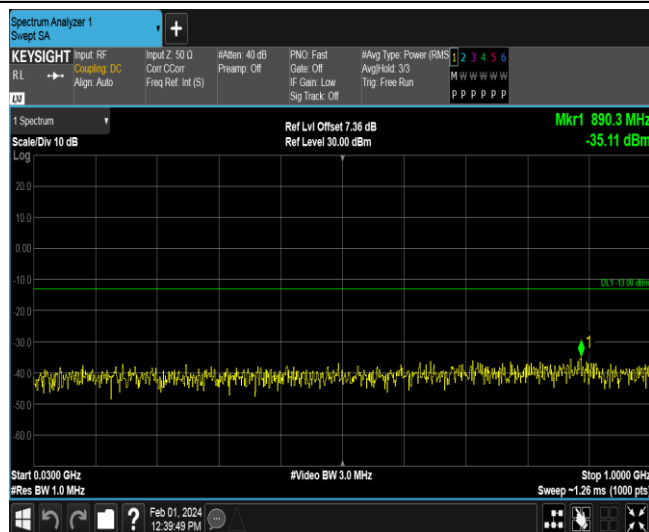 Spectrum Analyzer 1
Swept SA
+
KEYSIGHT
RL
LXI
Input: RF
Coupling: DC
Align: Auto
Input Z: 50 Ω
Corr CCorr
Freq Ref: Int (S)
#Atten: 40 dB
Preamp: Off
PNO: Fast
Gate: Off
IF Gain: Low
Sig Track: Off
#Avg Type: Power (RMS
Avg|Hold: 3/3
Trig: Free Run
1 2 3 4 5 6
M W W W W W
P P P P P P
1 Spectrum
Scale/Div 10 dB
Log
Ref Lvl Offset 7.36 dB
Ref Level 30.00 dBm
Mkr1 890.3 MHz
-35.11 dBm
20.0
10.0
0.00
-10.0
DL1 -13.00 dBm
-20.0
-30.0
1
-40.0
-50.0
-60.0
Start 0.0300 GHz
#Video BW 3.0 MHz
Stop 1.0000 GHz
#Res BW 1.0 MHz
Sweep ~1.26 ms (1000 pts)
?
Feb 01, 2024
12:39:49 PM